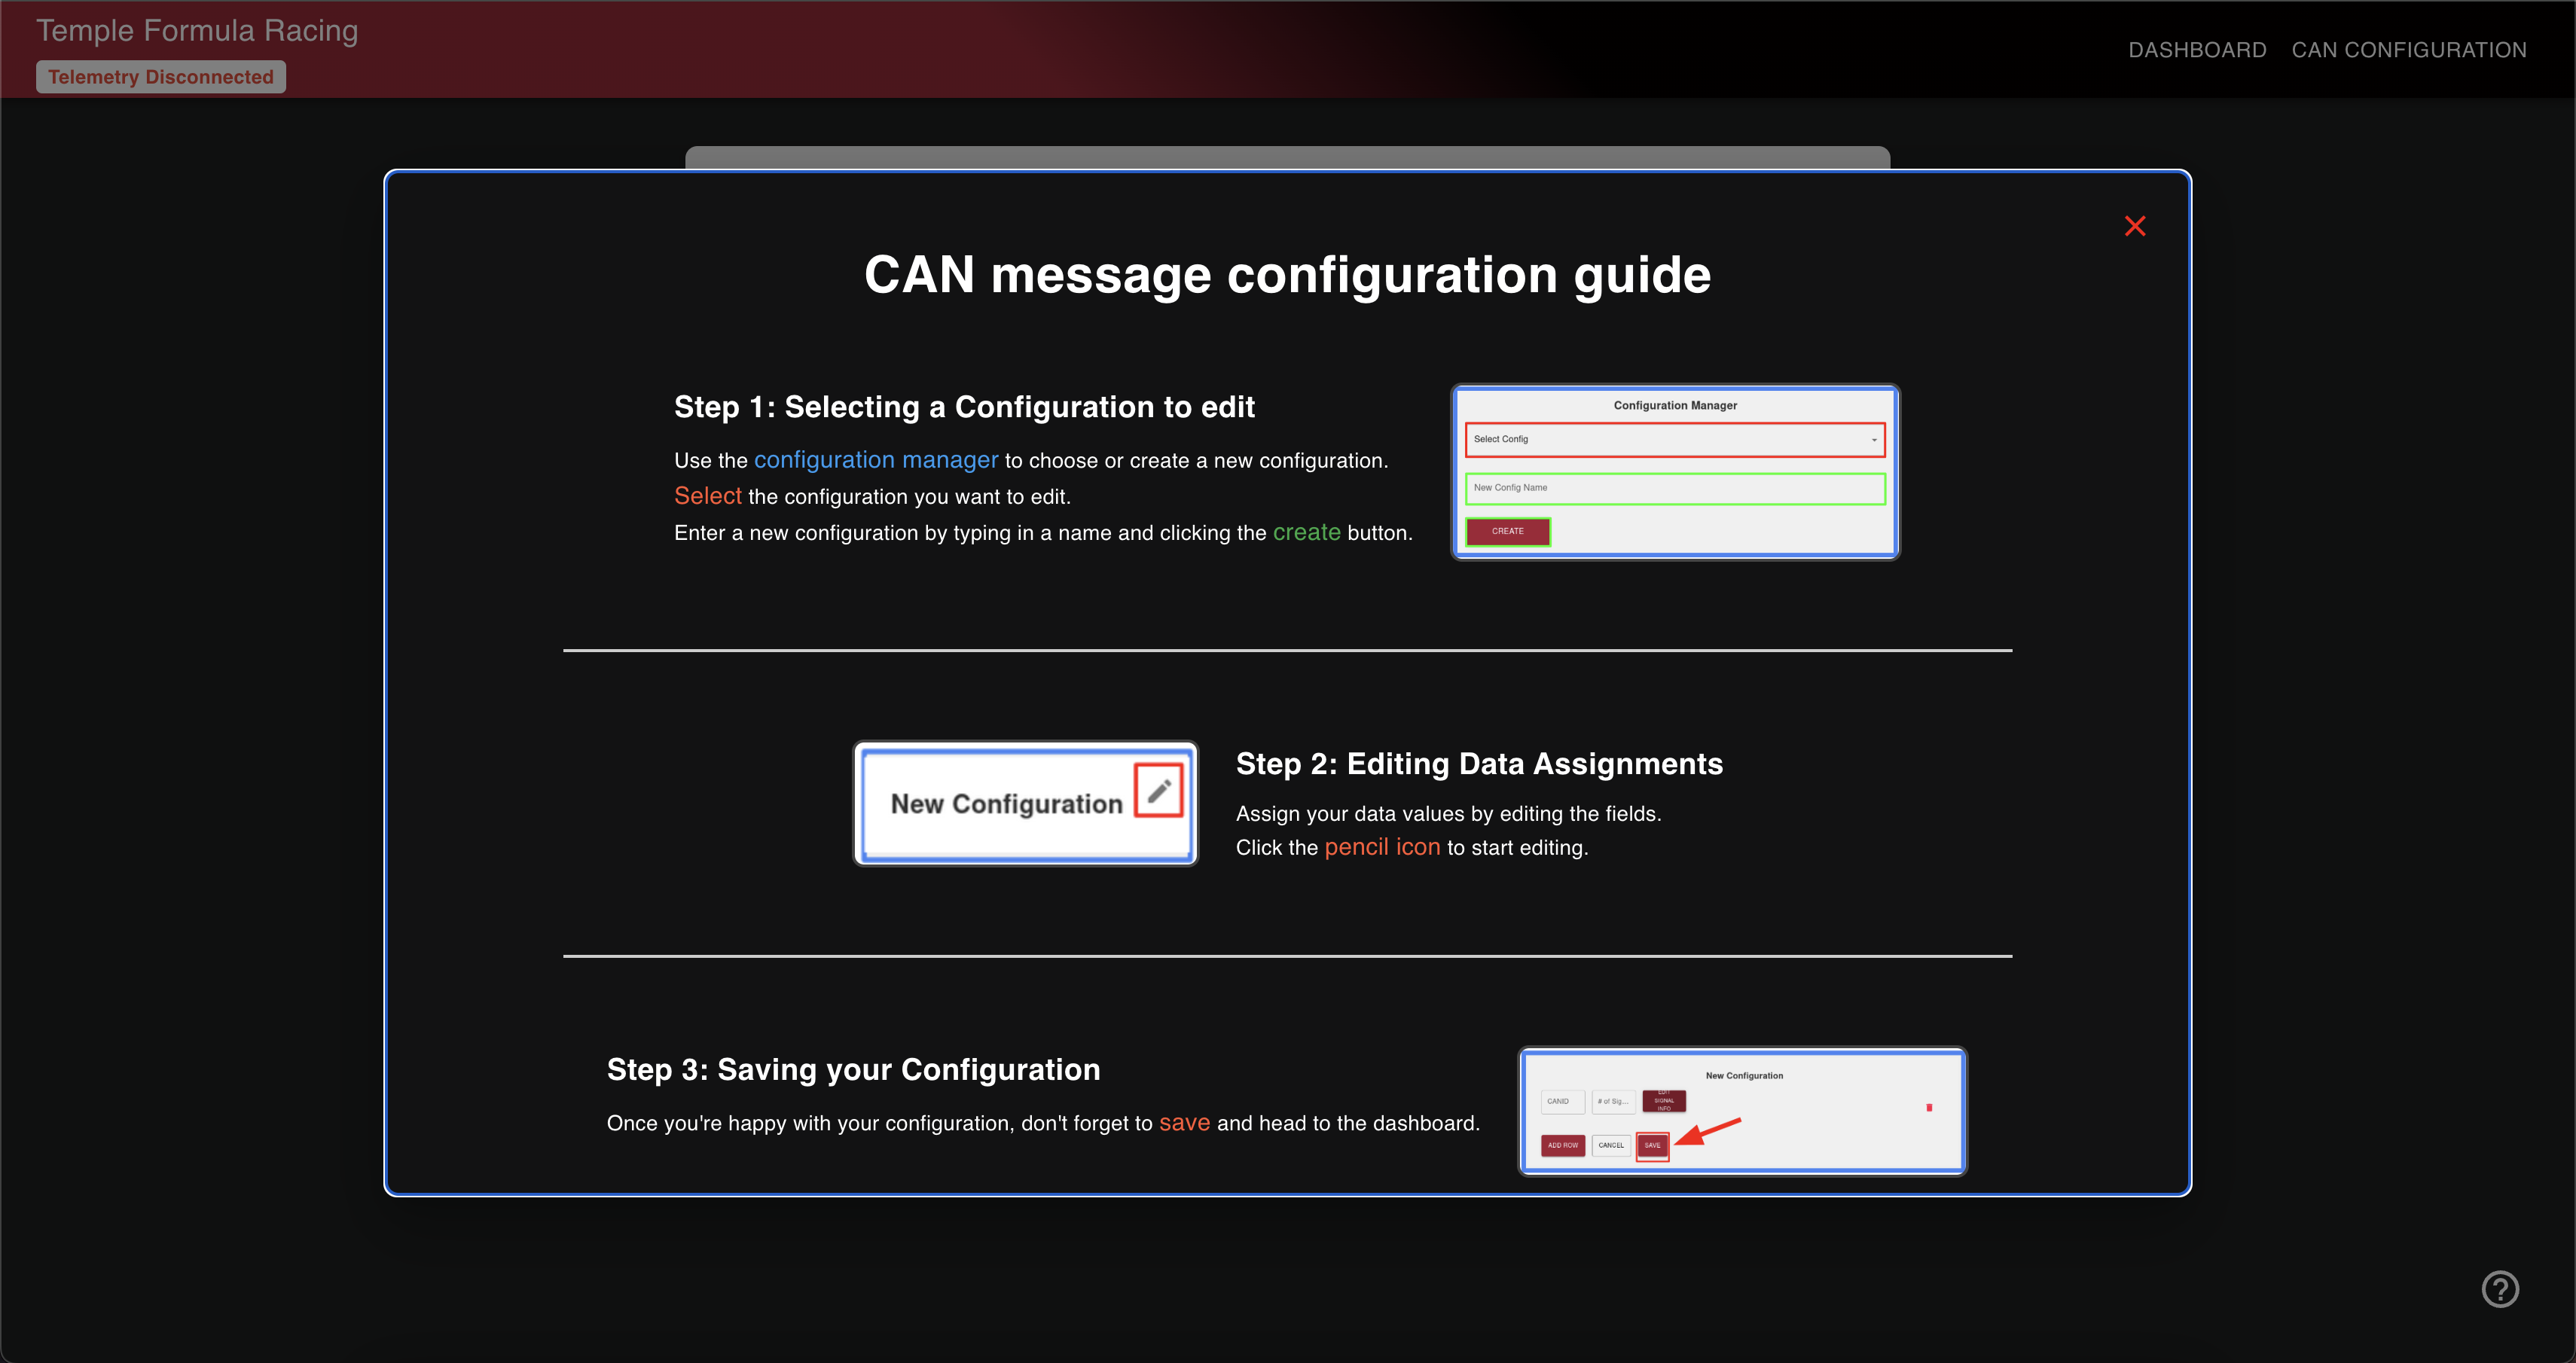 Temple Formula Racing
Telemetry Disconnected
DASHBOARD CAN CONFIGURATION
CAN message configuration guide
Step 1: Selecting a Configuration to edit
Use the configuration manager to choose or create a new configuration.
Select the configuration you want to edit.
Enter a new configuration by typing in a name and clicking the create button.
Configuration Manager
Select Config
New Config Name
CREATE
New Configuration
Step 2: Editing Data Assignments
Assign your data values by editing the fields.
Click the pencil icon to start editing.
Step 3: Saving your Configuration
Once you're happy with your configuration, don't forget to save and head to the dashboard.
New Configuration
CANID
# of Sig...
EDIT
SIGNAL
INFO
ADD ROW
CANCEL
SAVE